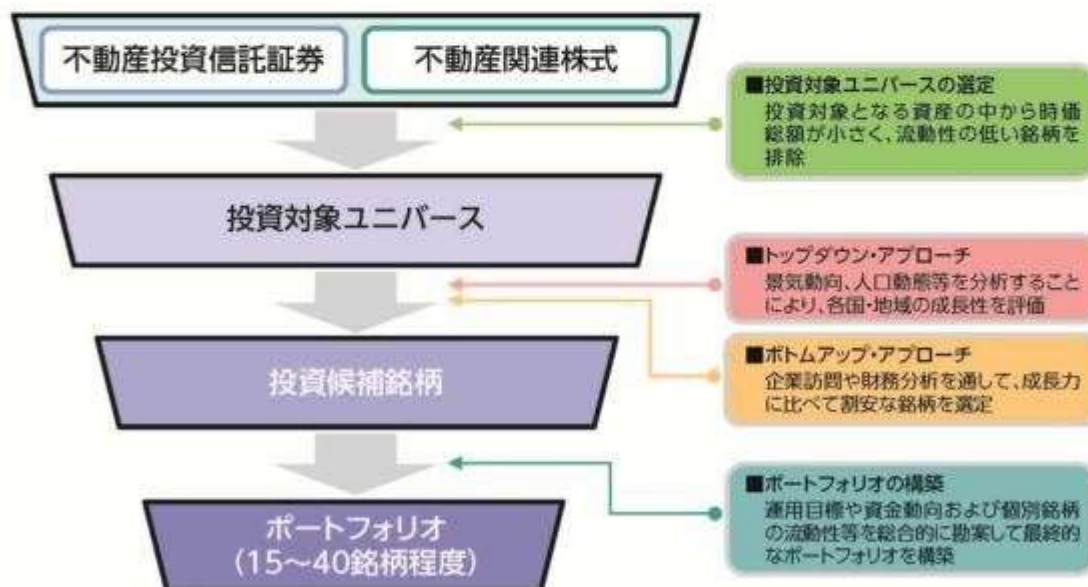 不動産投資信託証券
不動産関連株式
■投資対象ユニバースの選定
投資対象となる資産の中から時価
総額が小さく、流動性の低い銘柄を
排除
投資対象ユニバース
■トップダウン・アプローチ
景気動向、人口動態等を分析すること
により、各国・地域の成長性を評価
■ボトムアップ・アプローチ
企業訪問や財務分析を通して、成長力
に比べて割安な銘柄を選定
投資候補銘柄
■ポートフォリオの構築
運用目標や資金動向および個別銘柄
の流動性等を総合的に勘案して最終的
なポートフォリオを構築
ポートフォリオ
(15～40銘柄程度)